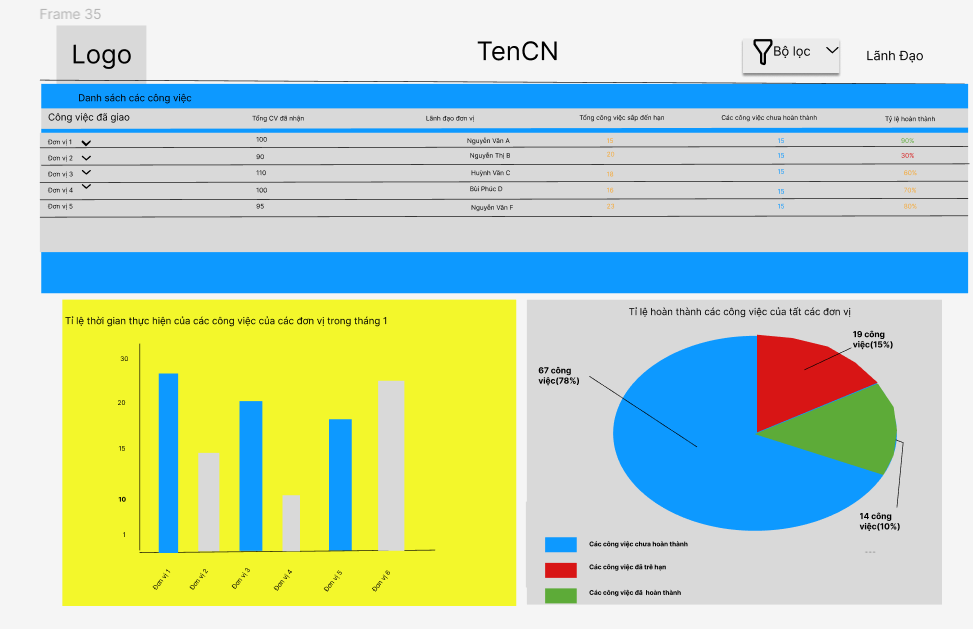 Frame 35
Logo
TenCN
Bộ lọc
Lãnh Đạo
Danh sách các công việc
Công việc đã giao Tổng CV đã nhận Lãnh đạo đơn vị Tổng công việc sắp đến hạn Các công việc chưa hoàn thành Tỷ lệ hoàn thành
Đơn vị 1 100 Nguyễn Văn A 15 15 90%
Đơn vị 2 90 Nguyễn Thị B 20 15 30%
Đơn vị 3 110 Huỳnh Văn C 16 15 60%
Đơn vị 4 100 Bùi Phúc D 16 15 70%
Đơn vị 5 95 Nguyễn Văn F 23 15 80%
Tỉ lệ thời gian thực hiện của các công việc của các đơn vị trong tháng 1
30
20
15
10
1
Đơn vị 1
Đơn vị 2
Đơn vị 3
Đơn vị 4
Đơn vị 5
Đơn vị 6
Tỉ lệ hoàn thành các công việc của tất các đơn vị
19 công
việc(15%)
67 công
việc(78%)
14 công
việc(10%)
Các công việc chưa hoàn thành
Các công việc đã trễ hạn
Các công việc đã hoàn thành